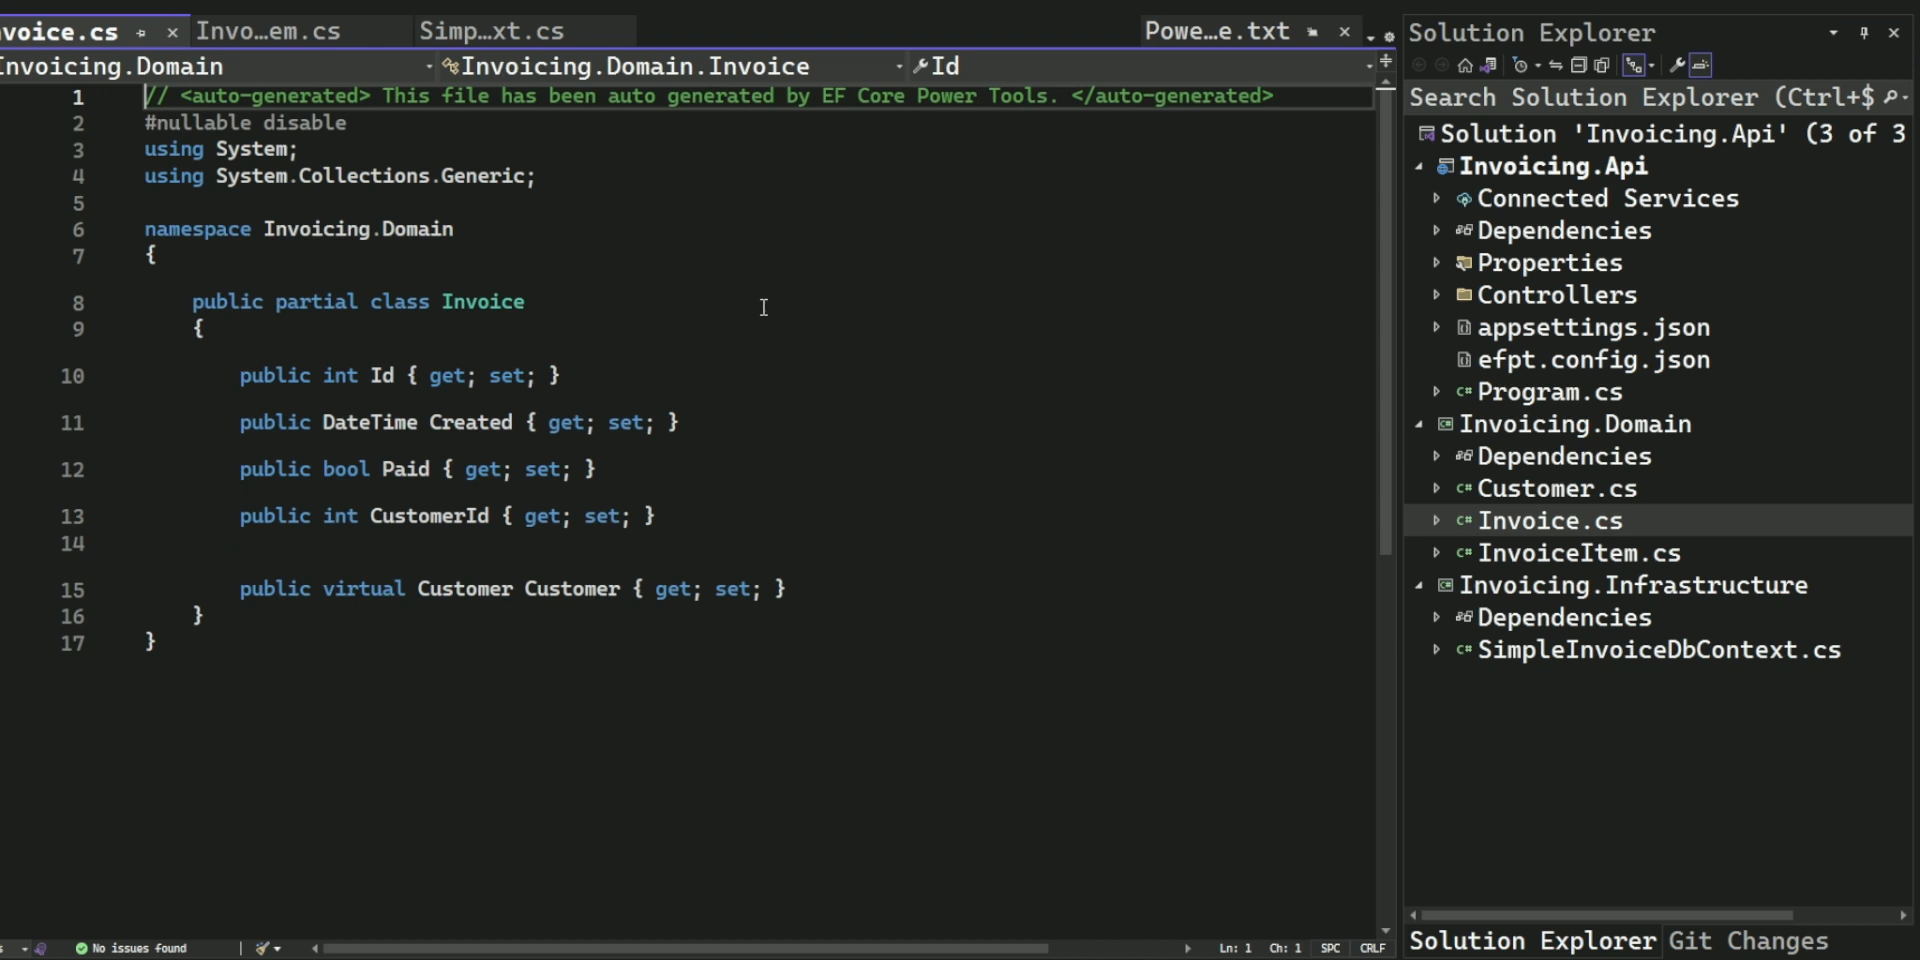 voice.cs
Invo…em.cs
Simp…xt.cs
Powe…e.txt
Invoicing.Domain
Invoicing.Domain.Invoice
Id
1 // <auto-generated> This file has been auto generated by EF Core Power Tools. </auto-generated>
2 #nullable disable
3 using System;
4 using System.Collections.Generic;
5
6 namespace Invoicing.Domain
7 {
8 public partial class Invoice
9 {
10 public int Id { get; set; }
11 public DateTime Created { get; set; }
12 public bool Paid { get; set; }
13 public int CustomerId { get; set; }
14
15 public virtual Customer Customer { get; set; }
16 }
17 }
No issues found
Ln: 1 Ch: 1 SPC CRLF
Solution Explorer
Search Solution Explorer (Ctrl+$
Solution 'Invoicing.Api' (3 of 3
Invoicing.Api
Connected Services
Dependencies
Properties
Controllers
appsettings.json
efpt.config.json
C# Program.cs
C# Invoicing.Domain
Dependencies
C# Customer.cs
C# Invoice.cs
C# InvoiceItem.cs
C# Invoicing.Infrastructure
Dependencies
C# SimpleInvoiceDbContext.cs
Solution Explorer Git Changes